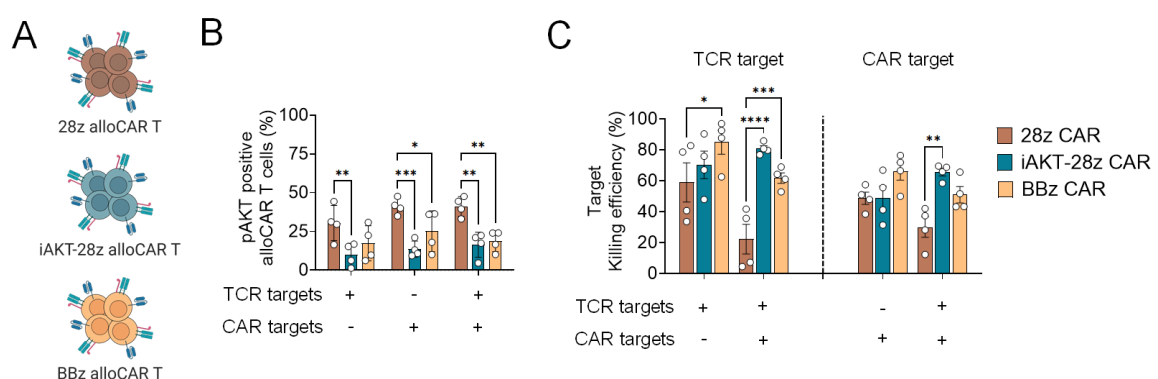 A
28z alloCAR T
iAKT-28z alloCAR T
BBz alloCAR T
B
pAKT positive
alloCAR T cells (%)
100
75
50
25
0
** *** * ** **
TCR targets + - +
CAR targets - + +
C
TCR target CAR target
Target
Killing efficiency (%)
100
80
60
40
20
0
* **** *** **
TCR targets + + - +
CAR targets - + + +
28z CAR
iAKT-28z CAR
BBz CAR